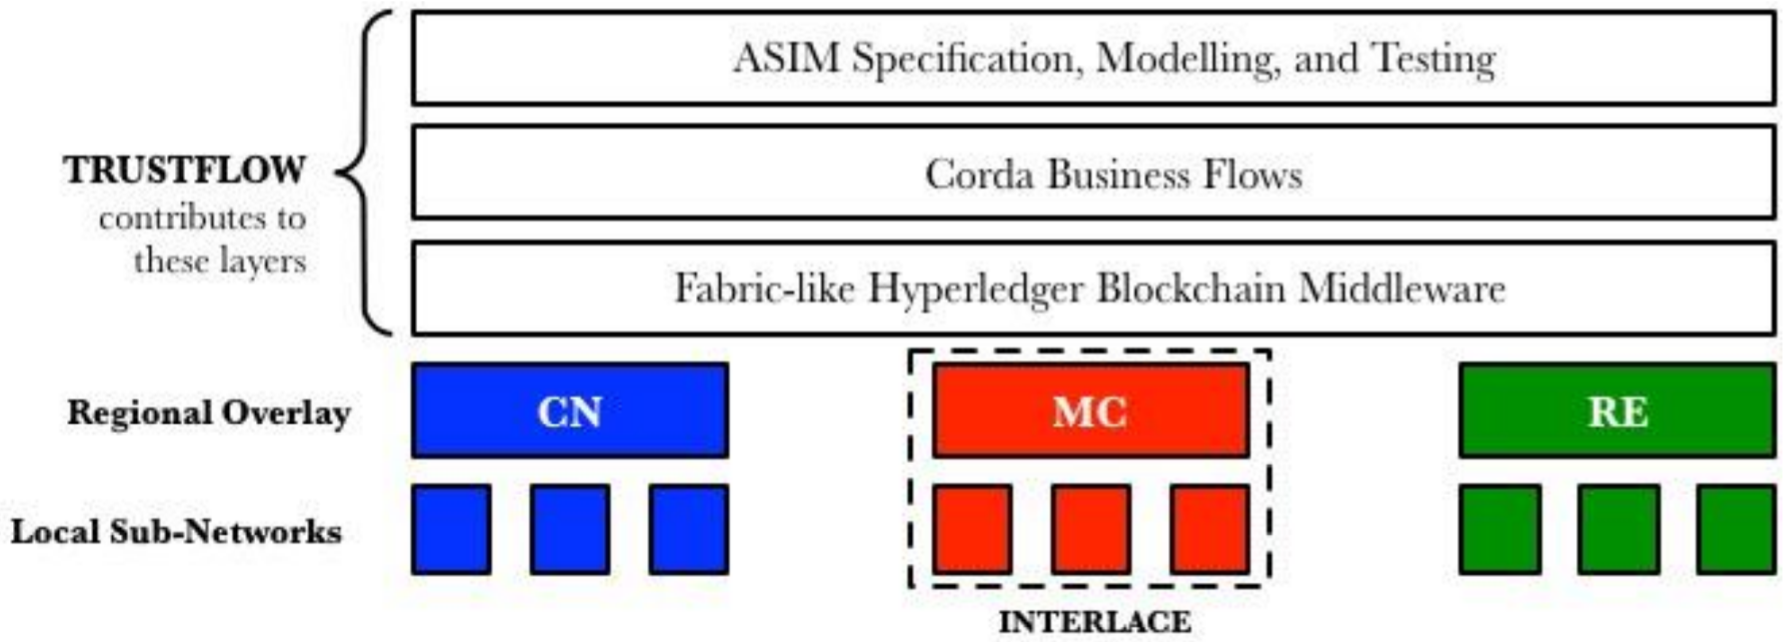 ASIM Specification, Modelling, and Testing
Corda Business Flows
TRUSTFLOW
contributes to
these layers
Fabric-like Hyperledger Blockchain Middleware
Regional Overlay
CN
MC
RE
Local Sub-Networks
INTERLACE